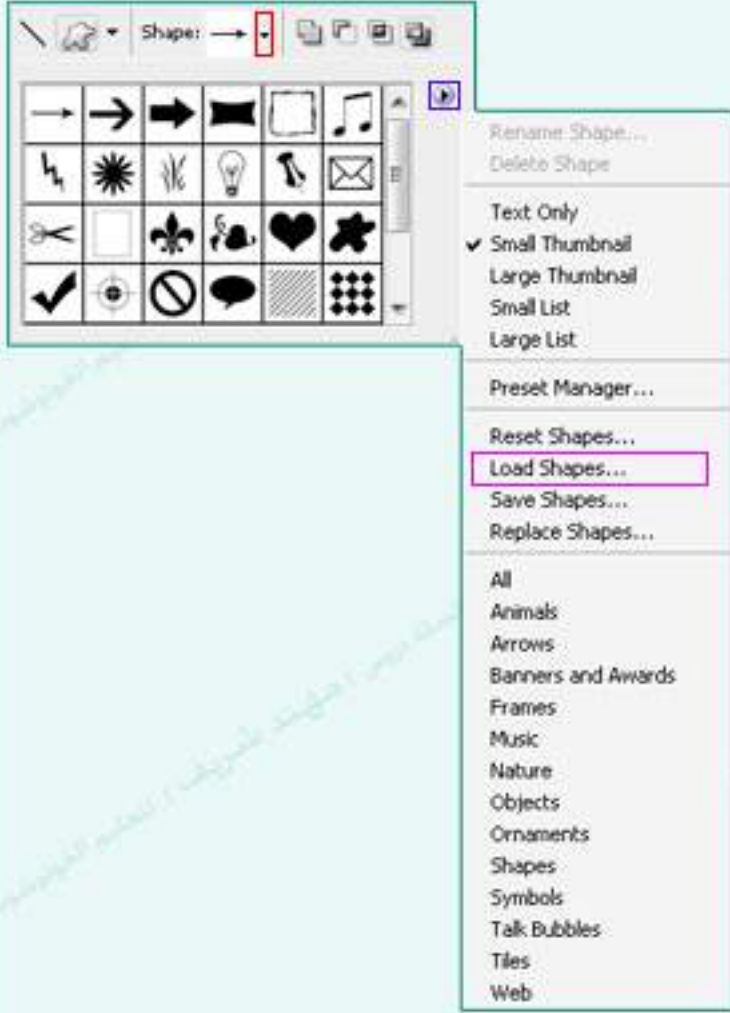 Shape:
Rename Shape...
Delete Shape
Text Only
Small Thumbnail
Large Thumbnail
Small List
Large List
Preset Manager...
Reset Shapes...
Load Shapes...
Save Shapes...
Replace Shapes...
All
Animals
Arrows
Banners and Awards
Frames
Music
Nature
Objects
Ornaments
Shapes
Symbols
Talk Bubbles
Tiles
Web